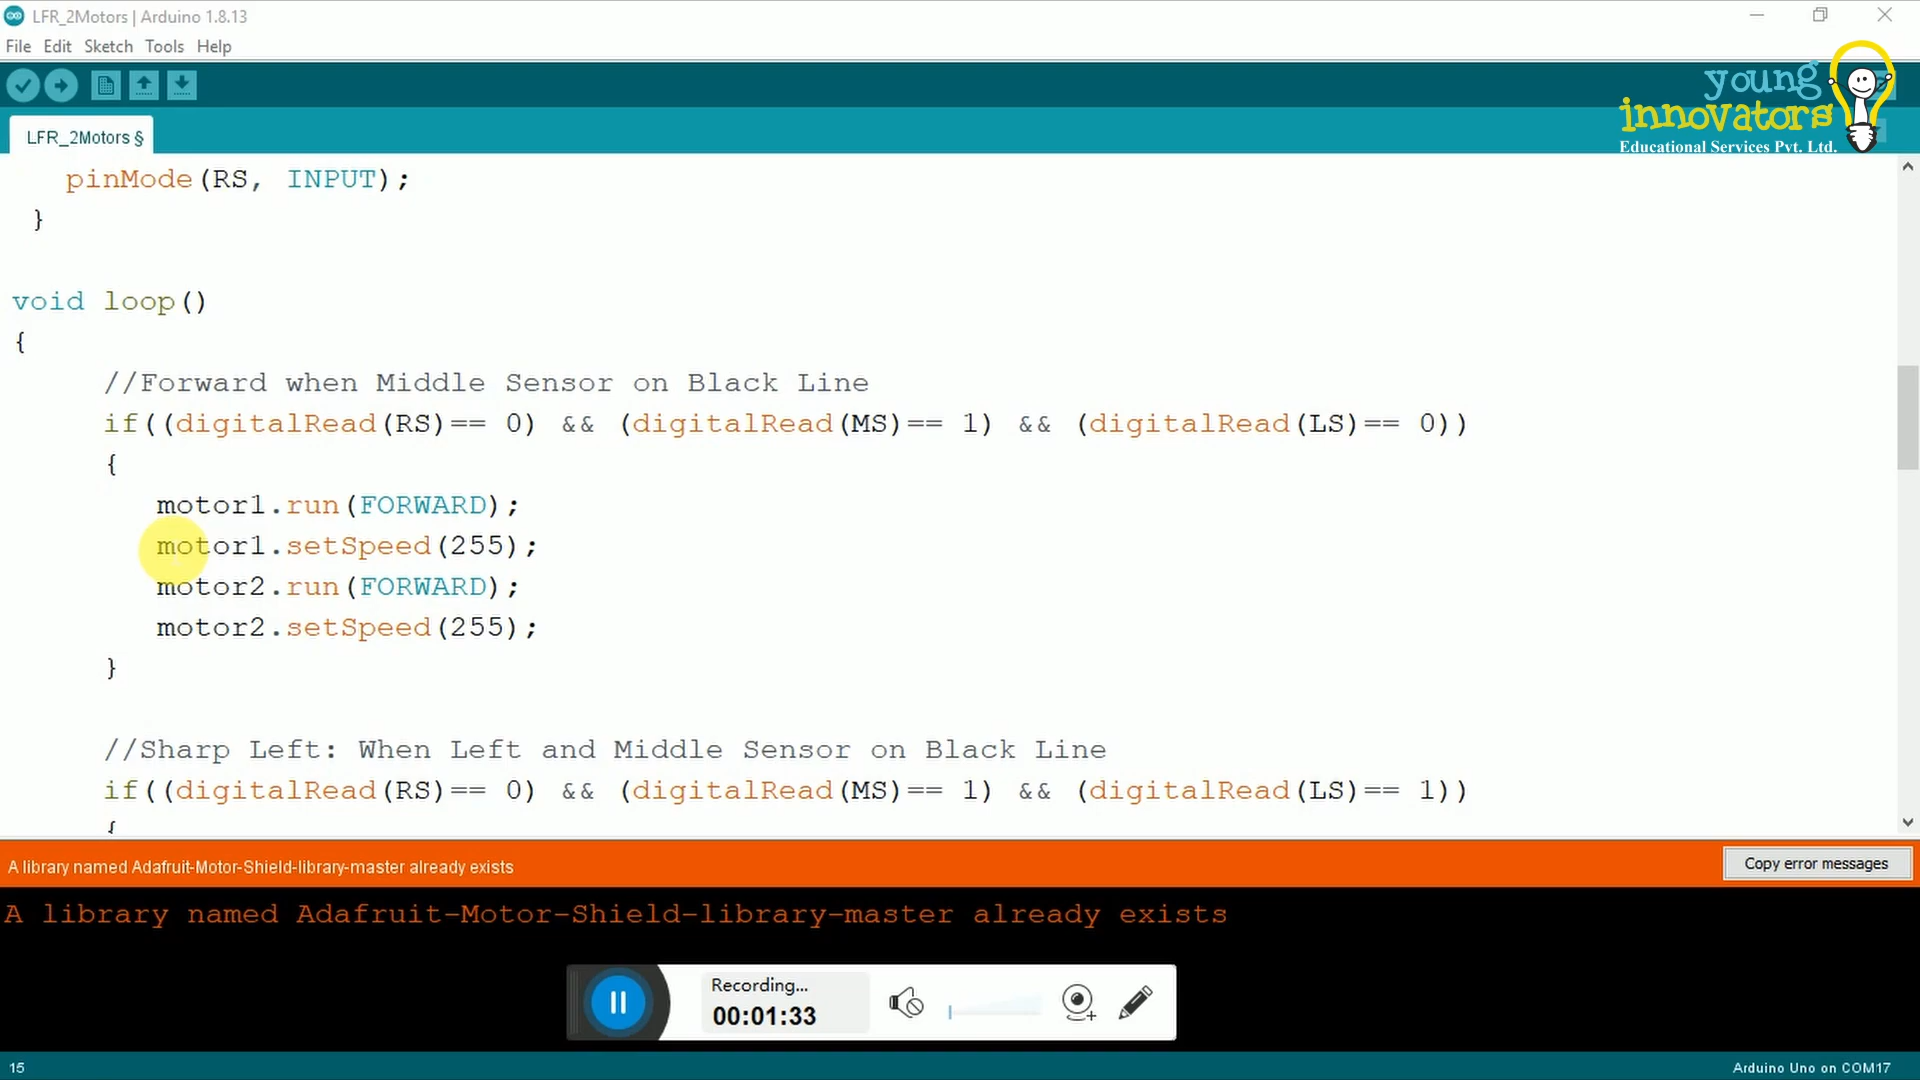 LFR_2Motors | Arduino 1.8.13
File Edit Sketch Tools Help
young
innovators
Educational Services Pvt. Ltd.
LFR_2Motors §
pinMode(RS, INPUT);
}
void loop()
{
//Forward when Middle Sensor on Black Line
if((digitalRead(RS)== 0) && (digitalRead(MS)== 1) && (digitalRead(LS)== 0))
{
motor1.run(FORWARD);
motor1.setSpeed(255);
motor2.run(FORWARD);
motor2.setSpeed(255);
}
//Sharp Left: When Left and Middle Sensor on Black Line
if((digitalRead(RS)== 0) && (digitalRead(MS)== 1) && (digitalRead(LS)== 1))
{
A library named Adafruit-Motor-Shield-library-master already exists
Copy error messages
A library named Adafruit-Motor-Shield-library-master already exists
Recording...
00:01:33
15
Arduino Uno on COM17